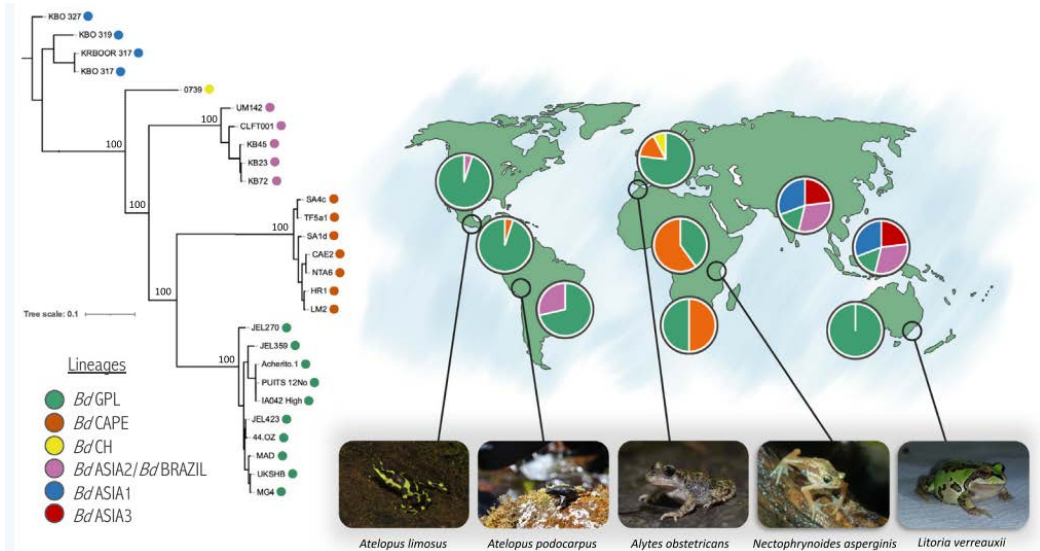 KBO 327
KBO 319
KRBOOR 317
KBO 317
0739
100
UM142
100
CLFT001
100
KB45
KB23
KB72
SA4c
TF5a1
100
SA1d
CAE2
NTA6
100
HR1
LM2
Tree scale: 0.1
JEL270
JEL359
100
Acherito.1
PUITS 12No
IA042 High
JEL423
44.OZ
MAD
UKSHB
MG4
Lineages
Bd GPL
Bd CAPE
Bd CH
Bd ASIA2/Bd BRAZIL
Bd ASIA1
Bd ASIA3
Atelopus limosus
Atelopus podocarpus
Alytes obstetricans
Nectophrynoides asperginis
Litoria verreauxii